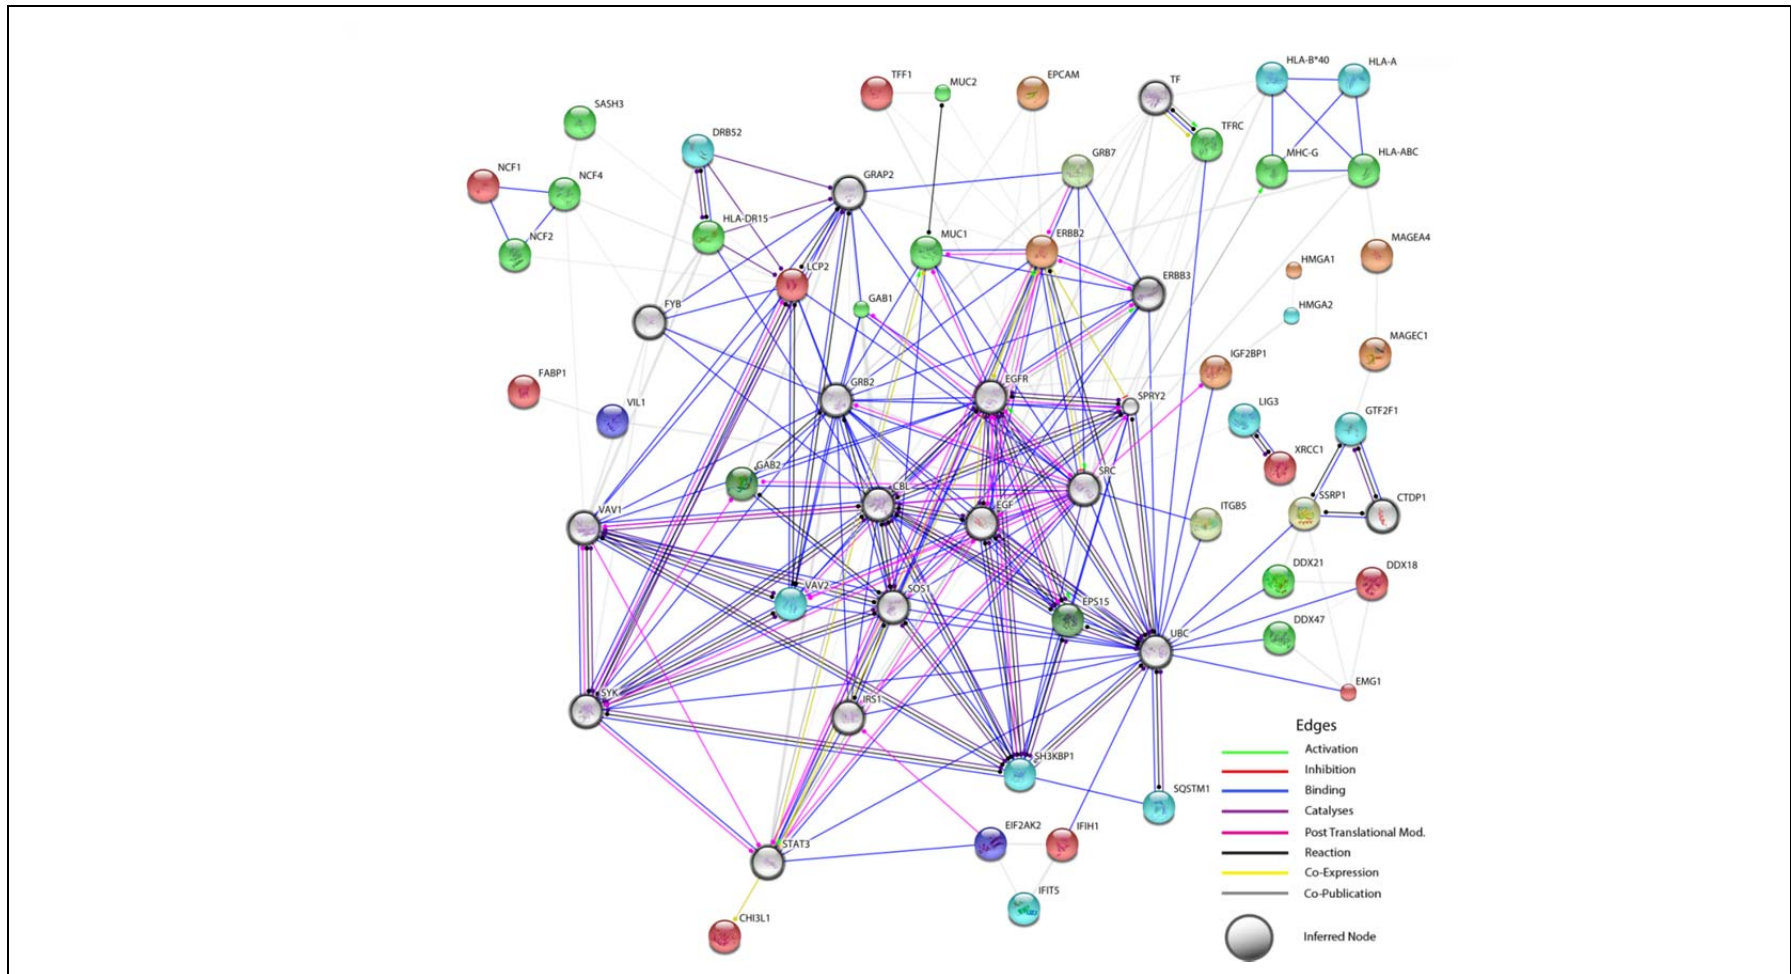 HLA-B*40
HLA-A
TFF1
MUC2
EPCAM
TF
SASH3
TFRC
DRB52
GRB7
MHC-G
HLA-ABC
NCF1
NCF4
GRAP2
HLA-DR15
NCF2
MUC1
ERBB2
MAGEA4
HMGA1
LCP2
ERBB3
GAB1
FYB
HMGA2
MAGEC1
IGF2BP1
FABP1
GRB2
EGFR
SPRY2
VIL1
LIG3
GTF2F1
XRCC1
GAB2
SRC
CBL
SSRP1
CTDP1
VAV1
EGF
ITGB5
DDX21
DDX18
VAV2
SOS1
EPS15
UBC
DDX47
EMG1
SYK
IRS1
SH3KBP1
SQSTM1
EIF2AK2
IFIH1
STAT3
IFIT5
CHI3L1
Edges
Activation
Inhibition
Binding
Catalyses
Post Translational Mod.
Reaction
Co-Expression
Co-Publication
Inferred Node